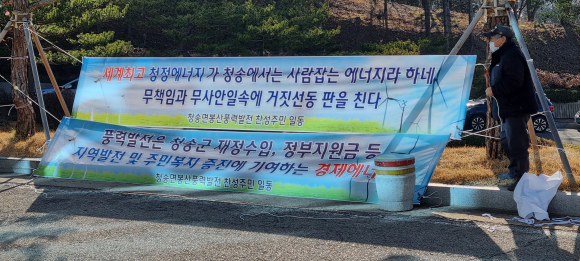 세계최고 청정에너지가 청송에서는 사람잡는 에너지라 하네
무책임과 무사안일속에 거짓선동 판을 친다
청송면봉산풍력발전 찬성주민 일동
풍력발전은 청송군 재정수입, 정부지원금 등
지역발전 및 주민복지 증진에 기여하는 경제에너
청송면봉산풍력발전 찬성주민 일동